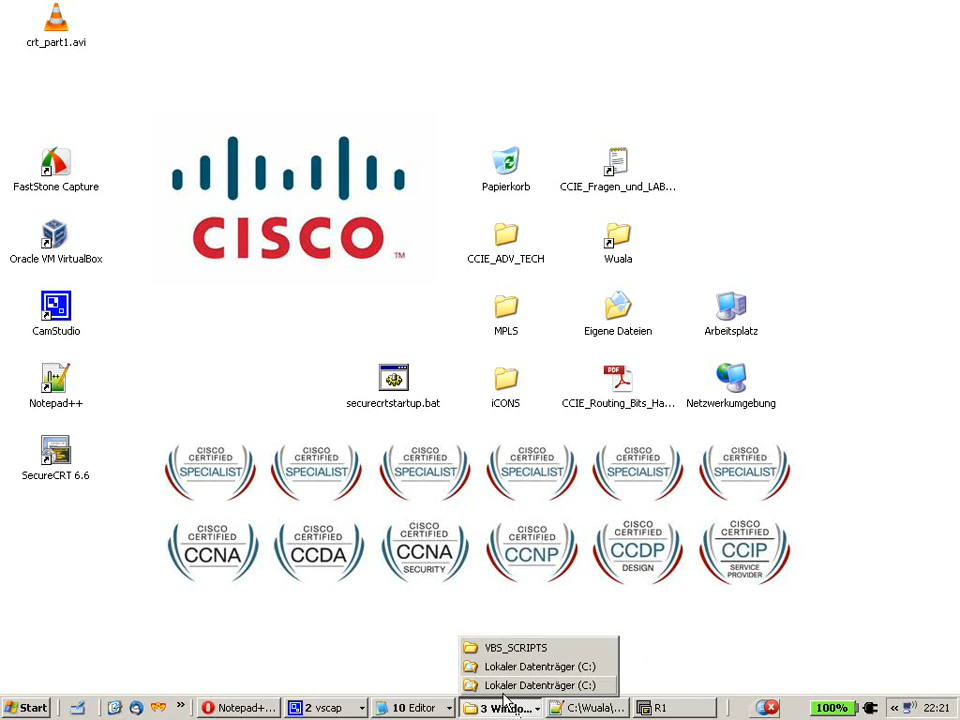 crt_part1.avi
CISCO™
FastStone Capture
Papierkorb
CCIE_Fragen_und_LAB...
Oracle VM VirtualBox
CCIE_ADV_TECH
Wuala
CamStudio
MPLS
Eigene Dateien
Arbeitsplatz
Notepad++
securecrtstartup.bat
iCONS
CCIE_Routing_Bits_Ha...
Netzwerkumgebung
SecureCRT 6.6
CISCO
CERTIFIED
SPECIALIST
CISCO
CERTIFIED
SPECIALIST
CISCO
CERTIFIED
SPECIALIST
CISCO
CERTIFIED
SPECIALIST
CISCO
CERTIFIED
SPECIALIST
CISCO
CERTIFIED
SPECIALIST
CISCO
CERTIFIED
CCNA
CISCO
CERTIFIED
CCDA
CISCO
CERTIFIED
CCNA
SECURITY
CISCO
CERTIFIED
CCNP
CISCO
CERTIFIED
CCDP
DESIGN
CISCO
CERTIFIED
CCIP
SERVICE
PROVIDER
VBS_SCRIPTS
Lokaler Datenträger (C:)
Lokaler Datenträger (C:)
Start
»
Notepad+...
2 vscap
10 Editor
3 Windo...
C:\Wuala\...
R1
100%
«
22:21